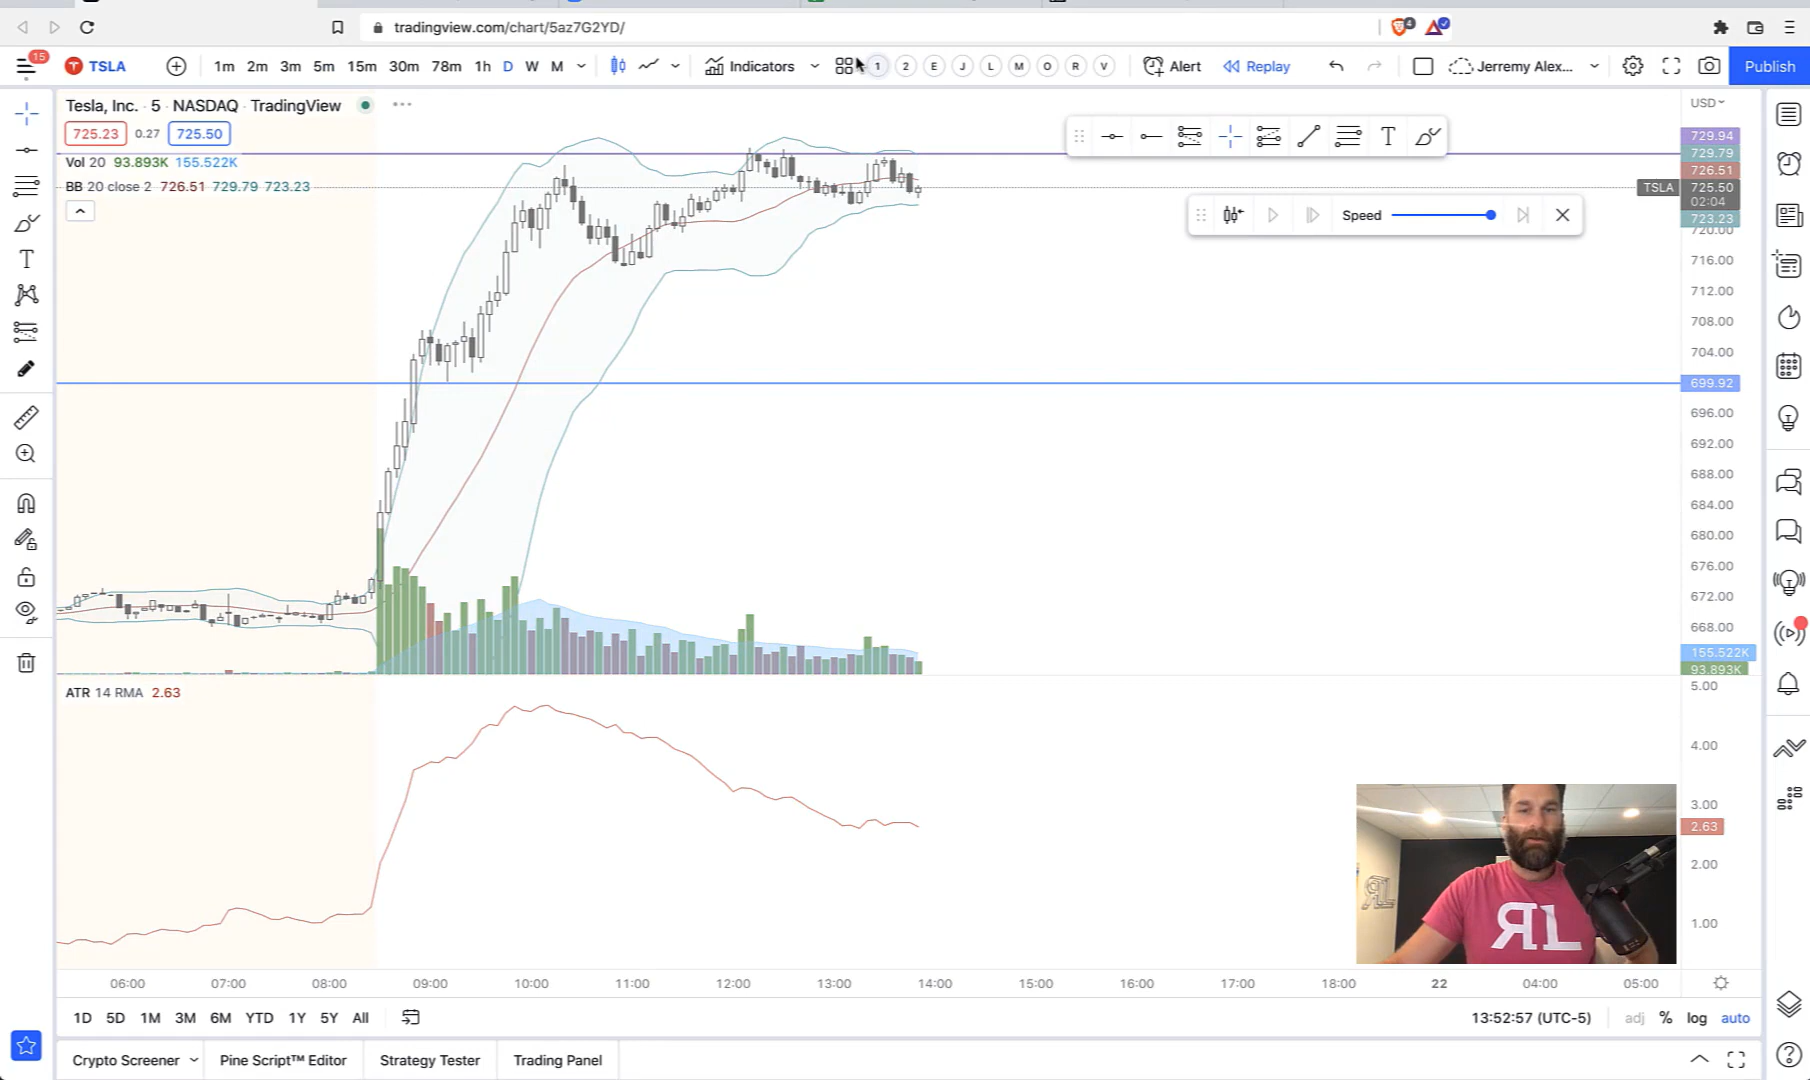 tradingview.com/chart/5az7G2YD/
4
15
TSLA
1m 2m 3m 5m 15m 30m 78m 1h D W M
Indicators
1 2 E J L M O R V
Alert
Replay
Jerremy Alex...
Publish
Tesla, Inc. · 5 · NASDAQ · TradingView
725.23 0.27 725.50
Vol 20 93.893K 155.522K
BB 20 close 2 726.51 729.79 723.23
T
T
Speed
USD
729.94
729.79
726.51
TSLA 725.50
02:04
723.23
720.00
716.00
712.00
708.00
704.00
699.92
696.00
692.00
688.00
684.00
680.00
676.00
672.00
668.00
155.522K
93.893K
ATR 14 RMA 2.63
5.00
4.00
3.00
2.63
2.00
1.00
06:00 07:00 08:00 09:00 10:00 11:00 12:00 13:00 14:00 15:00 16:00 17:00 18:00 22 04:00 05:00
1D 5D 1M 3M 6M YTD 1Y 5Y All
13:52:57 (UTC-5)
adj % log auto
Crypto Screener
Pine Script™ Editor
Strategy Tester
Trading Panel